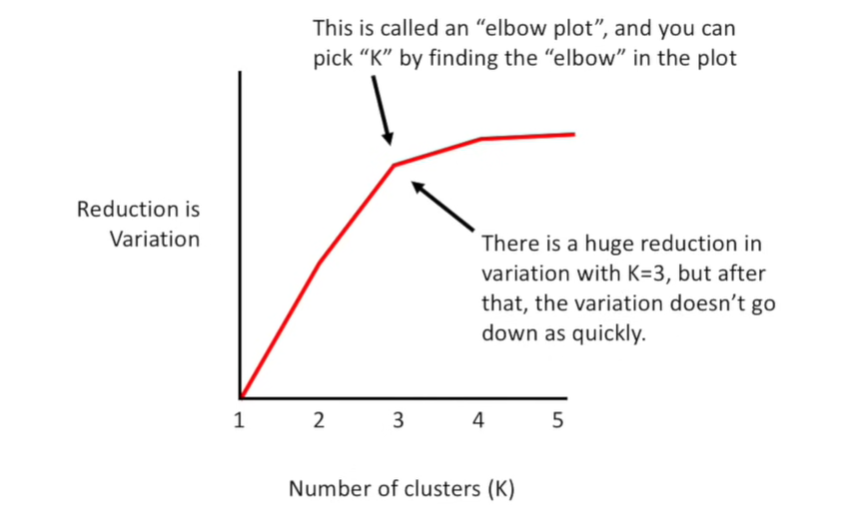 This is called an “elbow plot”, and you can
pick “K” by finding the “elbow” in the plot
Reduction is
Variation
There is a huge reduction in
variation with K=3, but after
that, the variation doesn’t go
down as quickly.
1 2 3 4 5
Number of clusters (K)